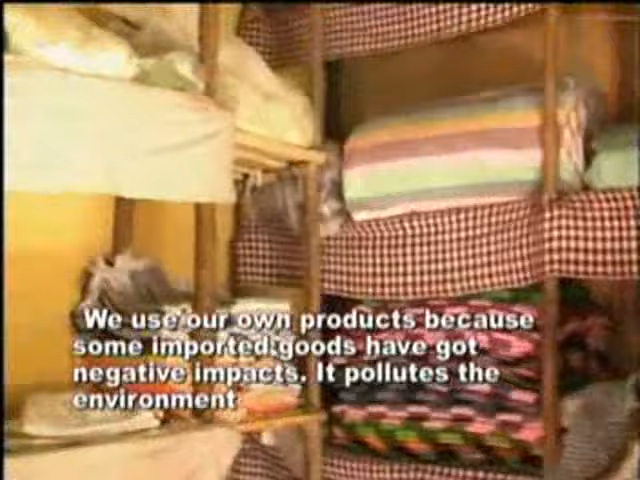 We use our own products because
some imported goods have got
negative impacts. It pollutes the
environment